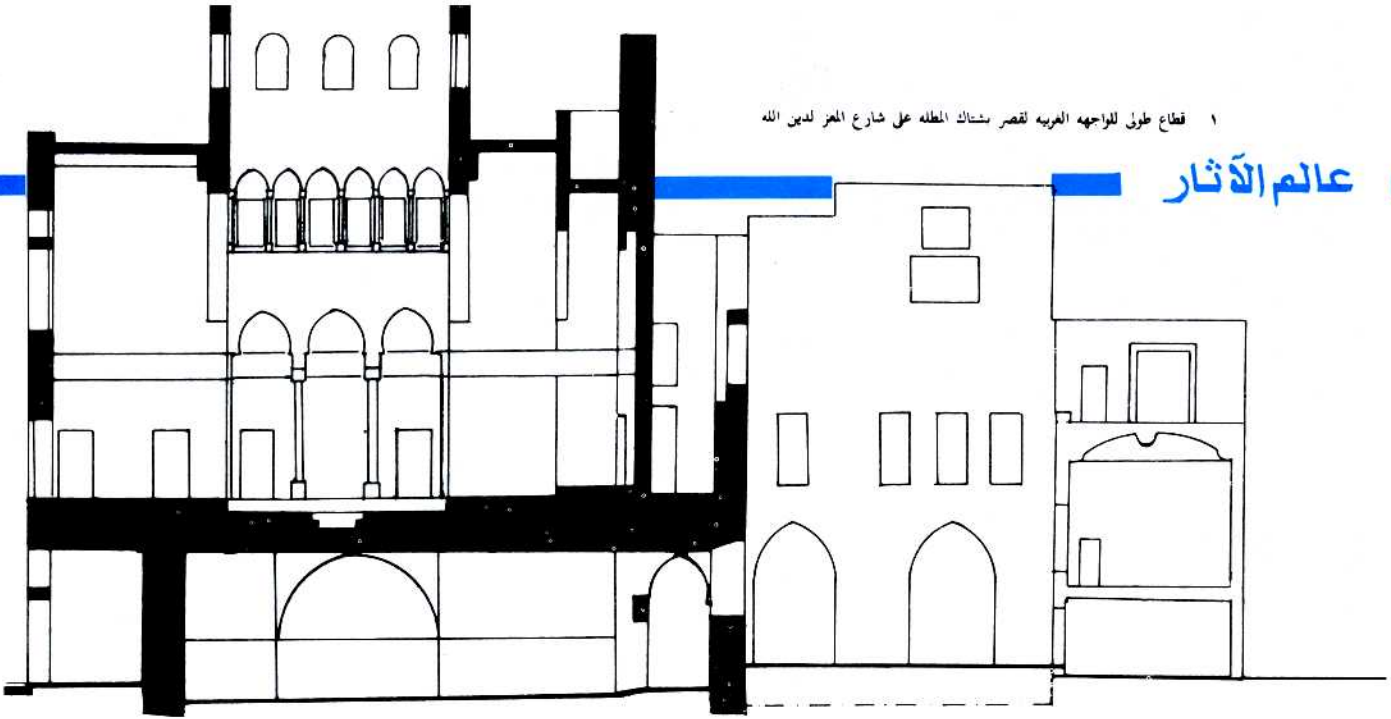 ١ قطاع طولى للواجهه الغربيه لقصر بشتاك المطله على شارع المعز لدين الله
عالم الآثار